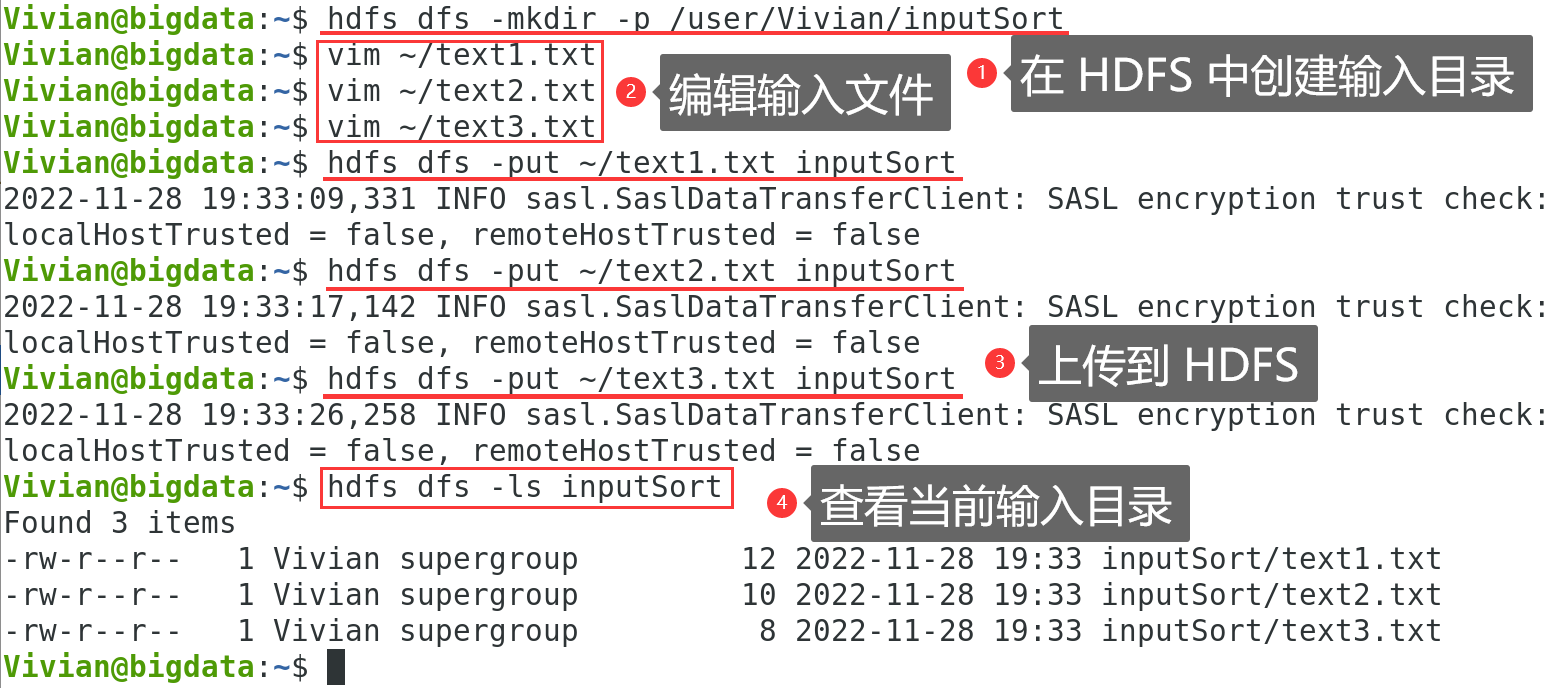 Vivian@bigdata:~$ hdfs dfs -mkdir -p /user/Vivian/inputSort
Vivian@bigdata:~$ vim ~/text1.txt
① 在 HDFS 中创建输入目录
Vivian@bigdata:~$ vim ~/text2.txt
② 编辑输入文件
Vivian@bigdata:~$ vim ~/text3.txt
Vivian@bigdata:~$ hdfs dfs -put ~/text1.txt inputSort
2022-11-28 19:33:09,331 INFO sasl.SaslDataTransferClient: SASL encryption trust check:
localHostTrusted = false, remoteHostTrusted = false
Vivian@bigdata:~$ hdfs dfs -put ~/text2.txt inputSort
2022-11-28 19:33:17,142 INFO sasl.SaslDataTransferClient: SASL encryption trust check:
localHostTrusted = false, remoteHostTrusted = false
Vivian@bigdata:~$ hdfs dfs -put ~/text3.txt inputSort
③ 上传到 HDFS
2022-11-28 19:33:26,258 INFO sasl.SaslDataTransferClient: SASL encryption trust check:
localHostTrusted = false, remoteHostTrusted = false
Vivian@bigdata:~$ hdfs dfs -ls inputSort
④ 查看当前输入目录
Found 3 items
-rw-r--r--   1 Vivian supergroup         12 2022-11-28 19:33 inputSort/text1.txt
-rw-r--r--   1 Vivian supergroup         10 2022-11-28 19:33 inputSort/text2.txt
-rw-r--r--   1 Vivian supergroup          8 2022-11-28 19:33 inputSort/text3.txt
Vivian@bigdata:~$